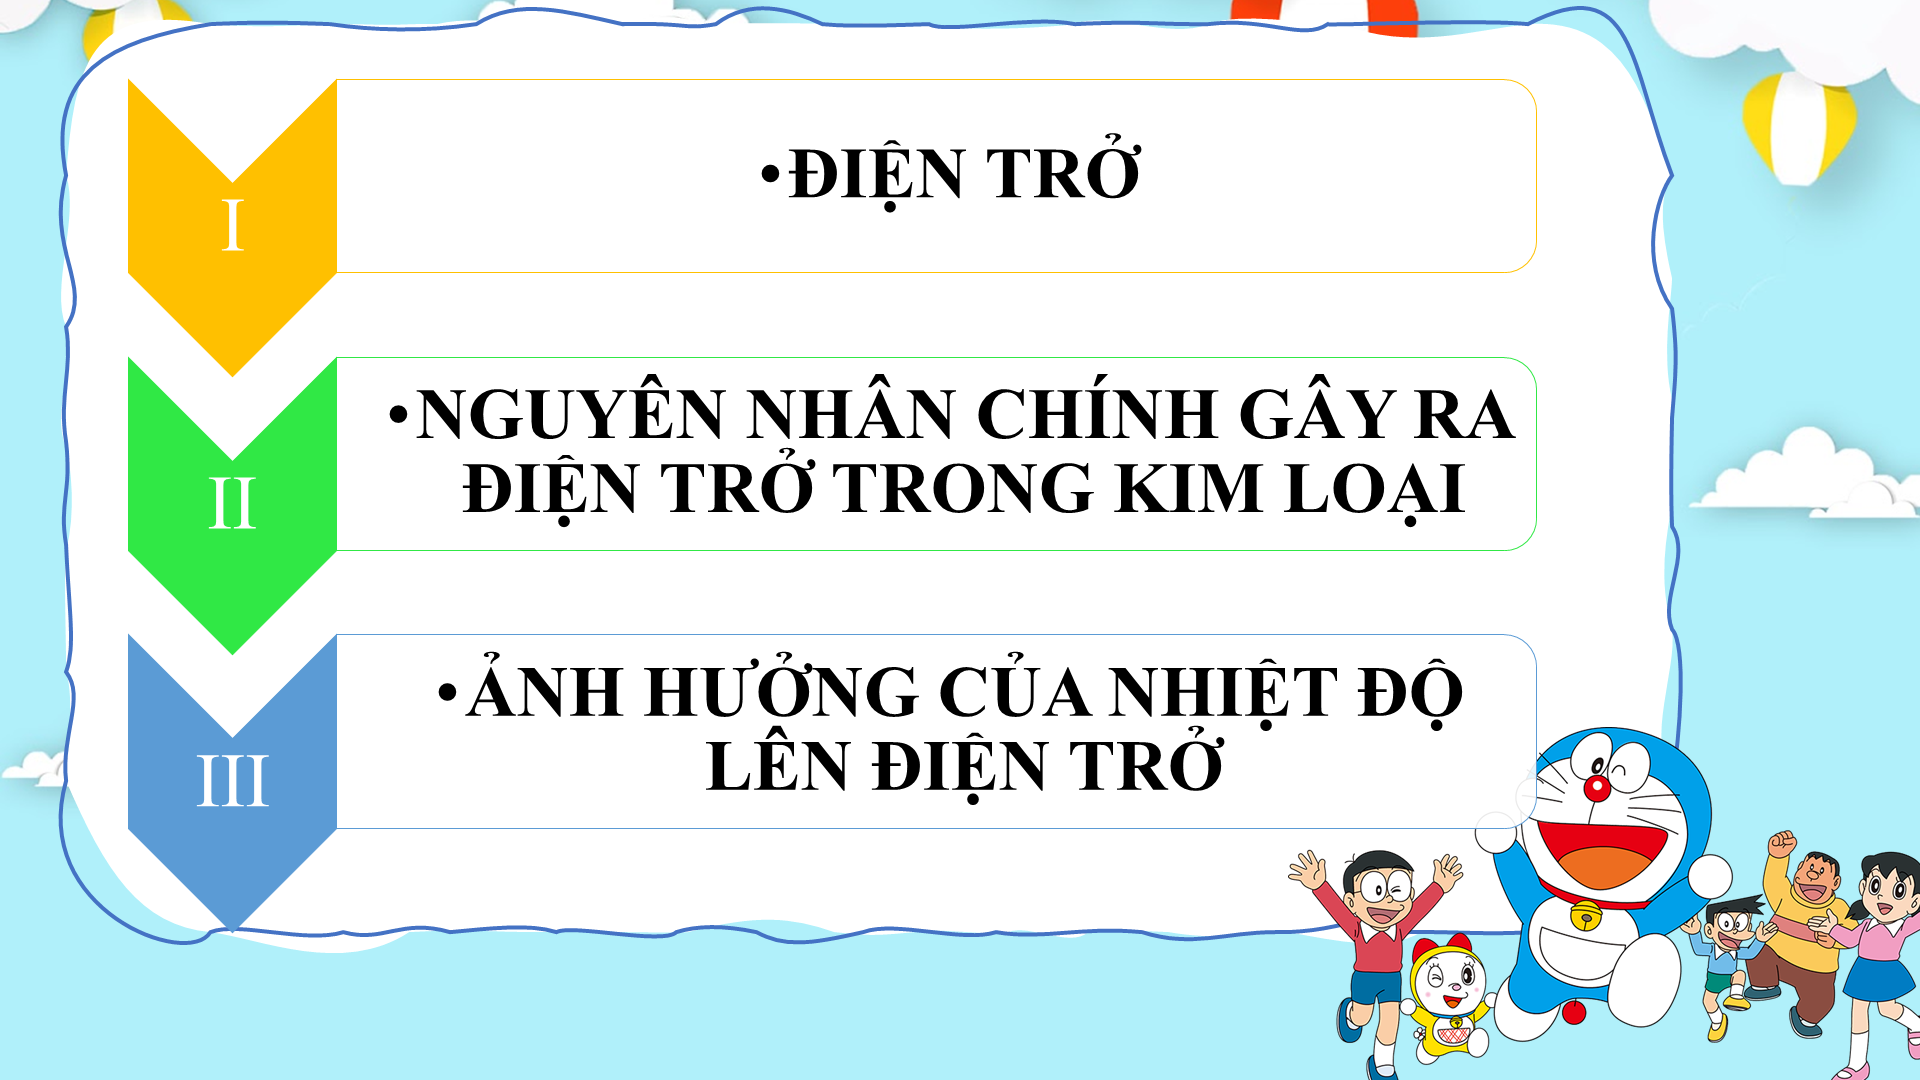 I
•ĐIỆN TRỞ
II
•NGUYÊN NHÂN CHÍNH GÂY RA
ĐIỆN TRỞ TRONG KIM LOẠI
III
•ẢNH HƯỞNG CỦA NHIỆT ĐỘ
LÊN ĐIỆN TRỞ